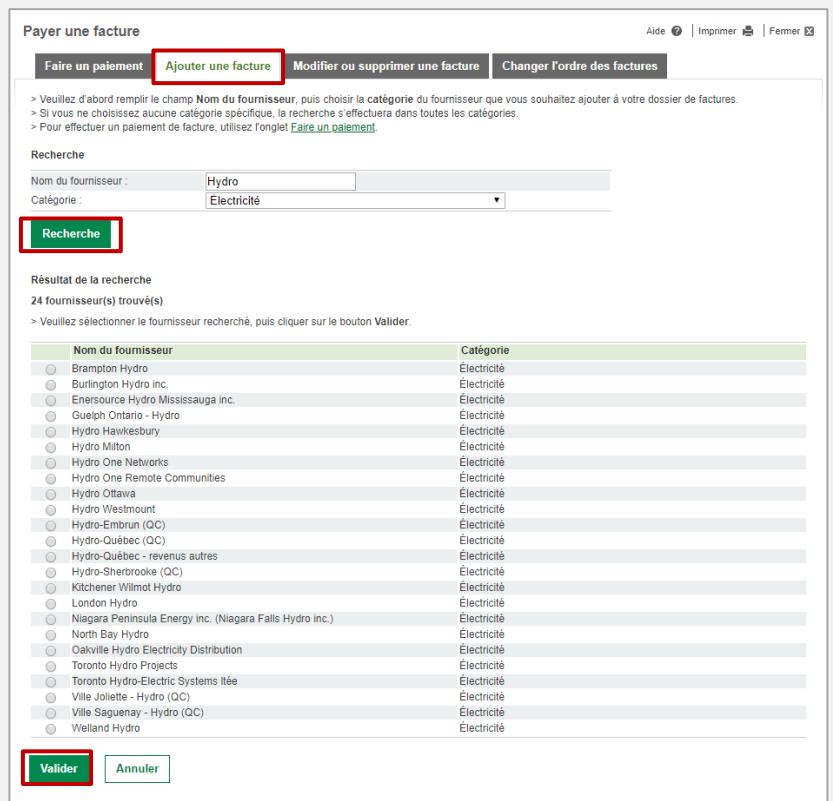 Payer une facture
Aide ? | Imprimer | Fermer
Faire un paiement Ajouter une facture Modifier ou supprimer une facture Changer l'ordre des factures
> Veuillez d'abord remplir le champ Nom du fournisseur, puis choisir la catégorie du fournisseur que vous souhaitez ajouter à votre dossier de factures.
> Si vous ne choisissez aucune catégorie spécifique, la recherche s'effectuera dans toutes les catégories.
> Pour effectuer un paiement de facture, utilisez l'onglet Faire un paiement.
Recherche
Nom du fournisseur : Hydro
Catégorie : Électricité
Recherche
Résultat de la recherche
24 fournisseur(s) trouvé(s)
> Veuillez sélectionner le fournisseur recherché, puis cliquer sur le bouton Valider.
Nom du fournisseur Catégorie
Brampton Hydro Électricité
Burlington Hydro inc. Électricité
Enersource Hydro Mississauga inc. Électricité
Guelph Ontario - Hydro Électricité
Hydro Hawkesbury Électricité
Hydro Milton Électricité
Hydro One Networks Électricité
Hydro One Remote Communities Électricité
Hydro Ottawa Électricité
Hydro Westmount Électricité
Hydro-Embrun (QC) Électricité
Hydro-Québec (QC) Électricité
Hydro-Québec - revenus autres Électricité
Hydro-Sherbrooke (QC) Électricité
Kitchener Wilmot Hydro Électricité
London Hydro Électricité
Niagara Peninsula Energy inc. (Niagara Falls Hydro inc.) Électricité
North Bay Hydro Électricité
Oakville Hydro Electricity Distribution Électricité
Toronto Hydro Projects Électricité
Toronto Hydro-Electric Systems ltée Électricité
Ville Joliette - Hydro (QC) Électricité
Ville Saguenay - Hydro (QC) Électricité
Welland Hydro Électricité
Valider Annuler